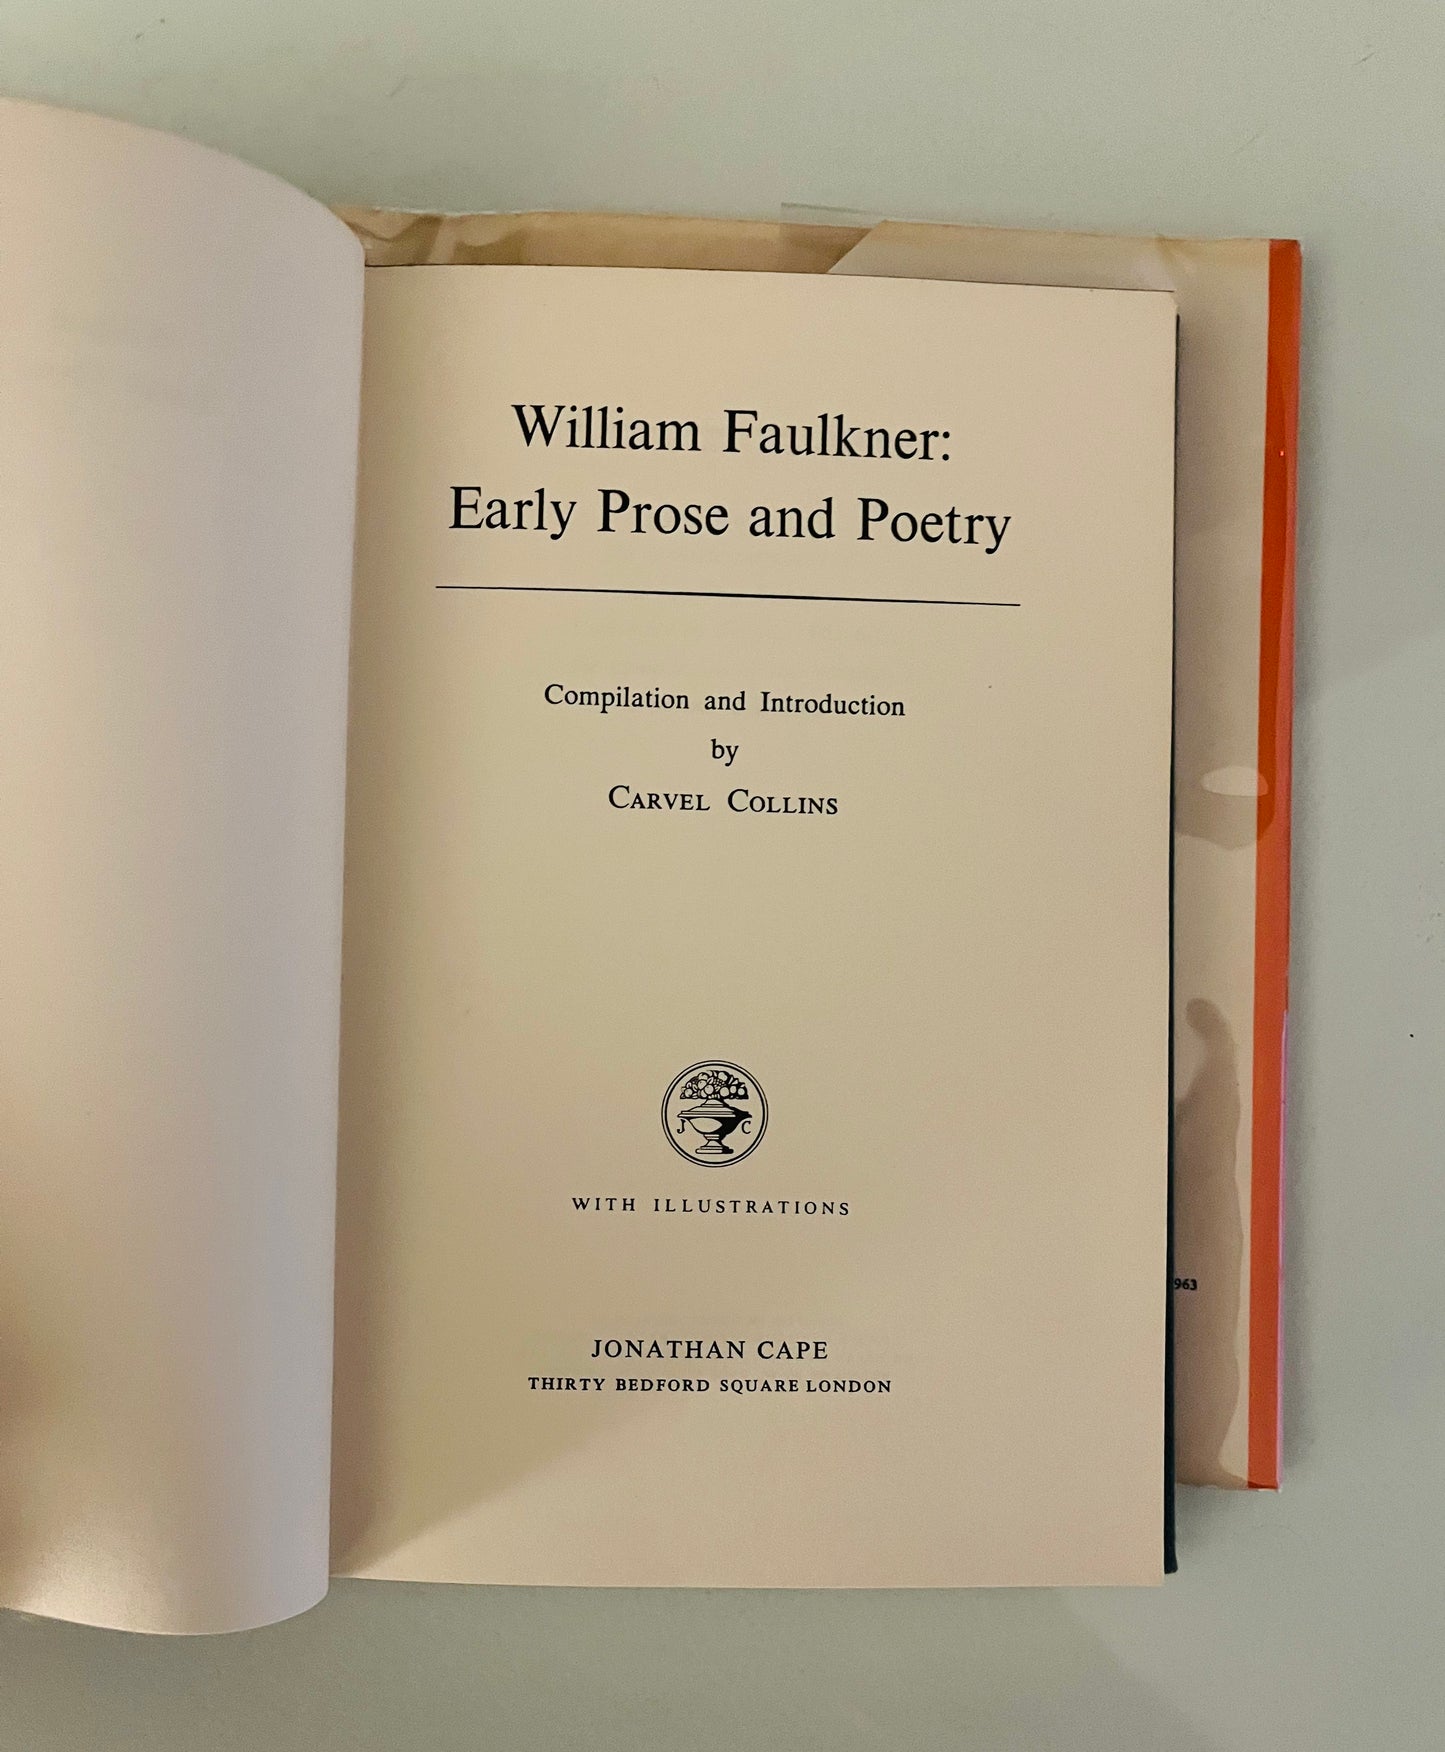 William Faulkner:
Early Prose and Poetry
Compilation and Introduction
by
CARVEL COLLINS
J C
WITH ILLUSTRATIONS
963
JONATHAN CAPE
THIRTY BEDFORD SQUARE LONDON